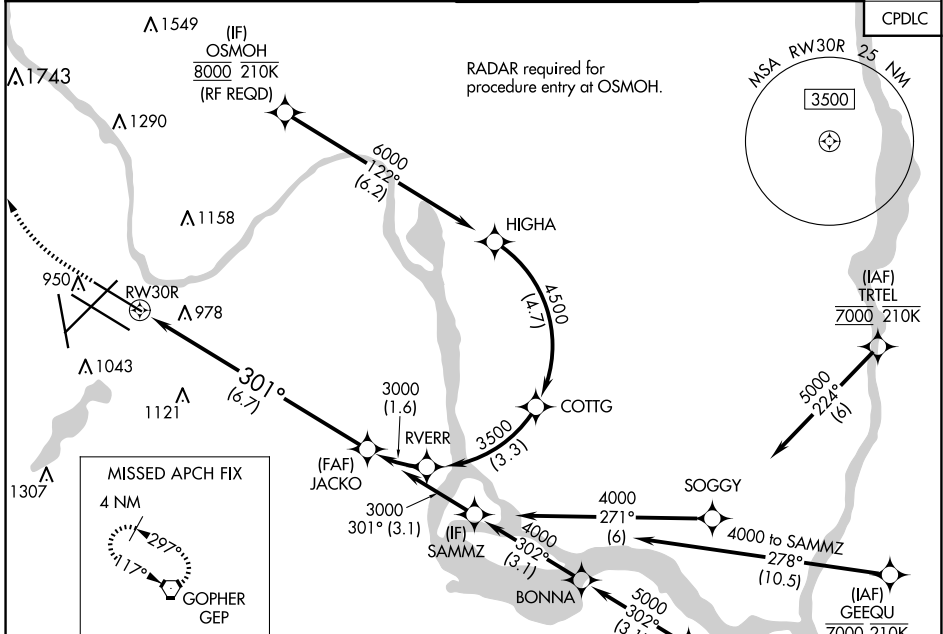 CPDLC
1549
(IF)
OSMOH
8000 210K
(RF REQD)
1743
RADAR required for
procedure entry at OSMOH.
MSA RW30R 25 NM
3500
1290
6000
122°
(6.2)
1158
HIGHA
4500
(4.7)
950
RW30R
978
(IAF)
TRTEL
7000 210K
5000
224°
(6)
1043
301°
(6.7)
1121
3000
(1.6)
COTTG
RVERR
3500
(3.3)
(FAF)
JACKO
1307
MISSED APCH FIX
4 NM
297°
117°
GOPHER
GEP
3000
301° (3.1)
(IF)
SAMMZ
SOGGY
4000
271°
(6)
4000 to SAMMZ
278°
(10.5)
4000
302°
(3.1)
BONNA
(IAF)
GEEQU
7000 210K
5000
302°